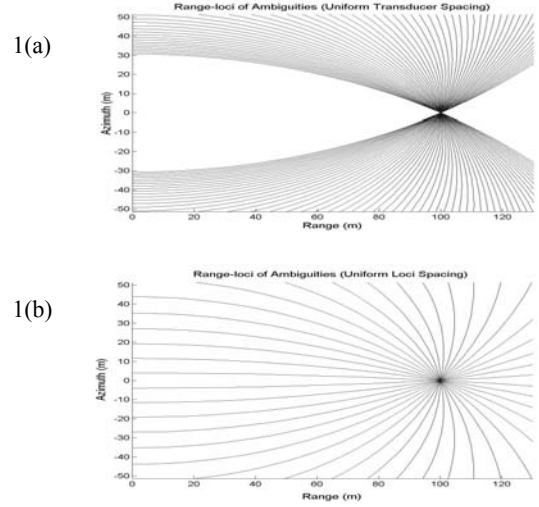 1(a)
Range-loci of Ambiguities (Uniform Transducer Spacing)
50
40
30
20
10
0
-10
-20
-30
-40
-50
Azimuth (m)
0 20 40 60 80 100 120
Range (m)
1(b)
Range-loci of Ambiguities (Uniform Loci Spacing)
50
40
30
20
10
0
-10
-20
-30
-40
-50
Azimuth (m)
0 20 40 60 80 100 120
Range (m)